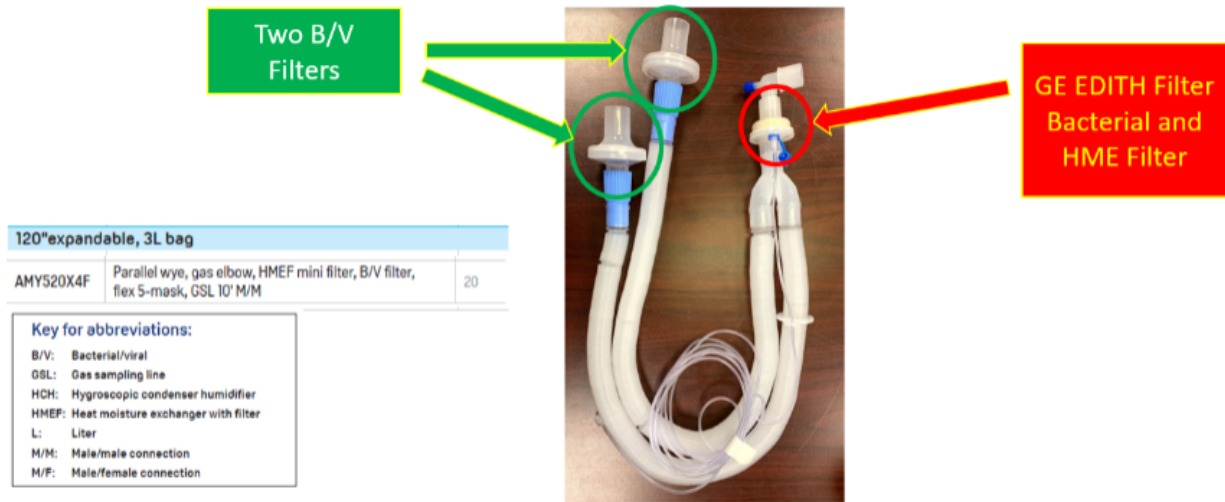 Two B/V
Filters
GE EDITH Filter
Bacterial and
HME Filter
120"expandable, 3L bag
AMY520X4F
Parallel wye, gas elbow, HMEF mini filter, B/V filter,
flex 5-mask, GSL 10' M/M
20
Key for abbreviations:
B/V: Bacterial/viral
GSL: Gas sampling line
HCH: Hygroscopic condenser humidifier
HMEF: Heat moisture exchanger with filter
L: Liter
M/M: Male/male connection
M/F: Male/female connection